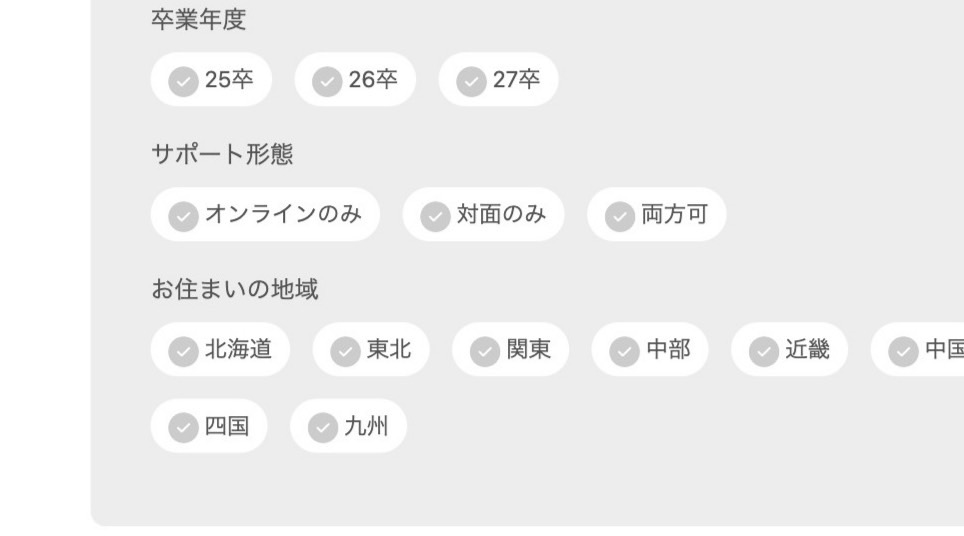 卒業年度
25卒 26卒 27卒
サポート形態
オンラインのみ 対面のみ 両方可
お住まいの地域
北海道 東北 関東 中部 近畿 中国
四国 九州